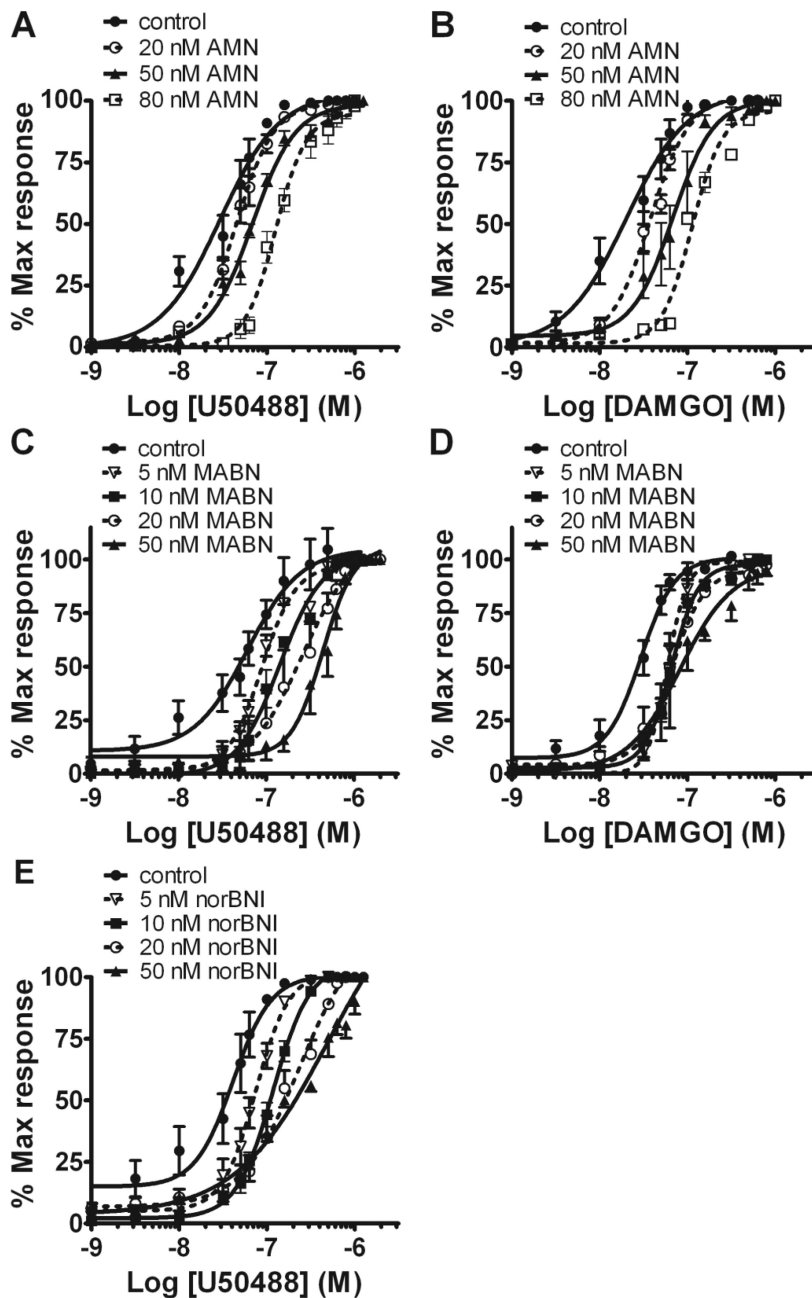 A
control
20 nM AMN
50 nM AMN
80 nM AMN
% Max response
100
75
50
25
0
-9
-8
-7
-6
Log [U50488] (M)
B
control
20 nM AMN
50 nM AMN
80 nM AMN
% Max response
100
75
50
25
0
-9
-8
-7
-6
Log [DAMGO] (M)
C
control
5 nM MABN
10 nM MABN
20 nM MABN
50 nM MABN
% Max response
100
75
50
25
0
-9
-8
-7
-6
Log [U50488] (M)
D
control
5 nM MABN
10 nM MABN
20 nM MABN
50 nM MABN
% Max response
100
75
50
25
0
-9
-8
-7
-6
Log [DAMGO] (M)
E
control
5 nM norBNI
10 nM norBNI
20 nM norBNI
50 nM norBNI
% Max response
100
75
50
25
0
-9
-8
-7
-6
Log [U50488] (M)